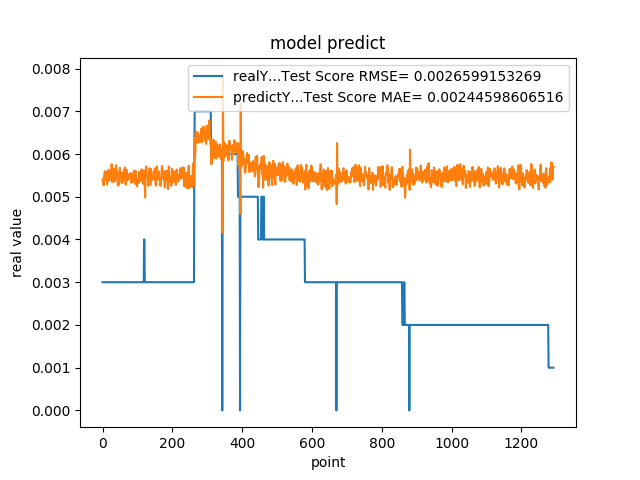 model predict
realY...Test Score RMSE= 0.0026599153269
predictY...Test Score MAE= 0.00244598606516
0.008
0.007
0.006
0.005
0.004
0.003
0.002
0.001
0.000
real value
0 200 400 600 800 1000 1200
point